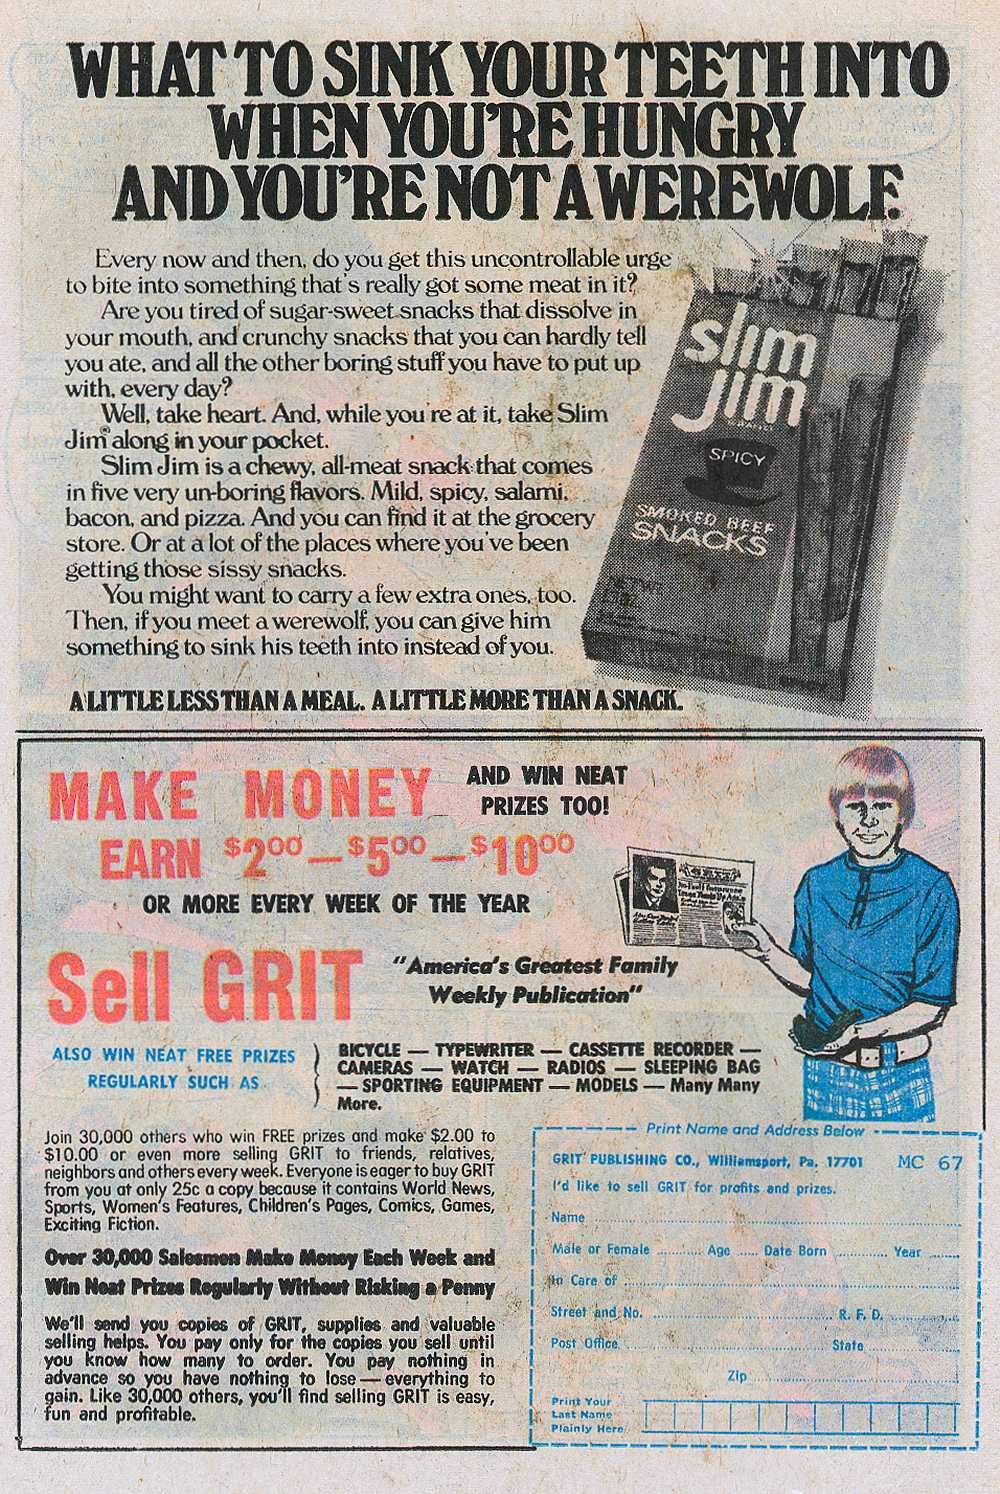 WHAT TO SINK YOUR TEETH INTO
WHEN YOU'RE HUNGRY
AND YOU'RE NOT A WEREWOLF.
Every now and then, do you get this uncontrollable urge
to bite into something that's really got some meat in it?
Are you tired of sugar-sweet snacks that dissolve in
your mouth, and crunchy snacks that you can hardly tell
you ate, and all the other boring stuff you have to put up
with, every day?
Well, take heart. And, while you're at it, take Slim
Jim® along in your pocket.
Slim Jim is a chewy, all-meat snack that comes
in five very un-boring flavors. Mild, spicy, salami,
bacon, and pizza. And you can find it at the grocery
store. Or at a lot of the places where you've been
getting those sissy snacks.
You might want to carry a few extra ones, too.
Then, if you meet a werewolf, you can give him
something to sink his teeth into instead of you.
slim
jim
SPICY
SMOKED BEEF
SNACKS
A LITTLE LESS THAN A MEAL. A LITTLE MORE THAN A SNACK.
MAKE MONEY AND WIN NEAT
PRIZES TOO!
EARN $2.00—$5.00—$10.00
OR MORE EVERY WEEK OF THE YEAR
Sell GRIT "America's Greatest Family
Weekly Publication"
ALSO WIN NEAT FREE PRIZES
REGULARLY SUCH AS
BICYCLE — TYPEWRITER — CASSETTE RECORDER —
CAMERAS — WATCH — RADIOS — SLEEPING BAG
— SPORTING EQUIPMENT — MODELS — Many Many
More.
Join 30,000 others who win FREE prizes and make $2.00 to
$10.00 or even more selling GRIT to friends, relatives,
neighbors and others every week. Everyone is eager to buy GRIT
from you at only 25c a copy because it contains World News,
Sports, Women's Features, Children's Pages, Comics, Games,
Exciting Fiction.
Over 30,000 Salesmen Make Money Each Week and
Win Neat Prizes Regularly Without Risking a Penny
We'll send you copies of GRIT, supplies and valuable
selling helps. You pay only for the copies you sell until
you know how many to order. You pay nothing in
advance so you have nothing to lose — everything to
gain. Like 30,000 others, you'll find selling GRIT is easy,
fun and profitable.
Print Name and Address Below
GRIT PUBLISHING CO., Williamsport, Pa. 17701 MC 67
I'd like to sell GRIT for profits and prizes.
Name
Male or Female Age Date Born Year
In Care of
Street and No. R. F. D.
Post Office State
Zip
Print Your
Last Name
Plainly Here